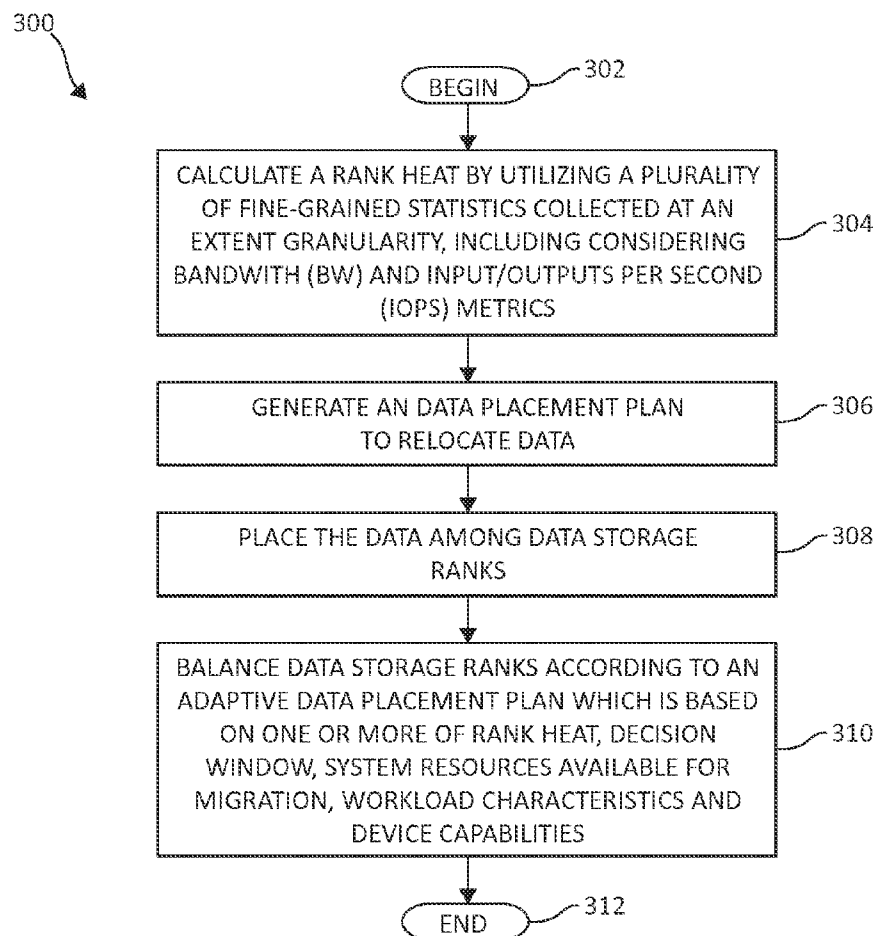 300
BEGIN
302
CALCULATE A RANK HEAT BY UTILIZING A PLURALITY
OF FINE-GRAINED STATISTICS COLLECTED AT AN
EXTENT GRANULARITY, INCLUDING CONSIDERING
BANDWITH (BW) AND INPUT/OUTPUTS PER SECOND
(IOPS) METRICS
304
GENERATE AN DATA PLACEMENT PLAN
TO RELOCATE DATA
306
PLACE THE DATA AMONG DATA STORAGE
RANKS
308
BALANCE DATA STORAGE RANKS ACCORDING TO AN
ADAPTIVE DATA PLACEMENT PLAN WHICH IS BASED
ON ONE OR MORE OF RANK HEAT, DECISION
WINDOW, SYSTEM RESOURCES AVAILABLE FOR
MIGRATION, WORKLOAD CHARACTERISTICS AND
DEVICE CAPABILITIES
310
END
312